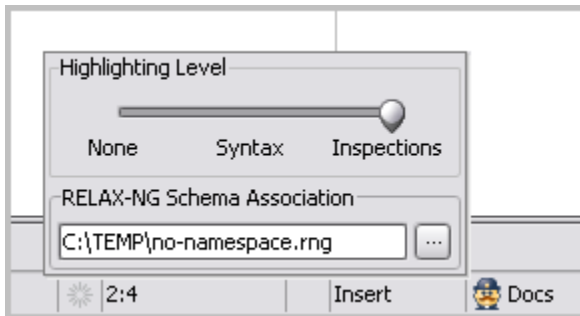 Highlighting Level
None Syntax Inspections
RELAX-NG Schema Association
C:\TEMP\no-namespace.rng ...
2:4 Insert Docs